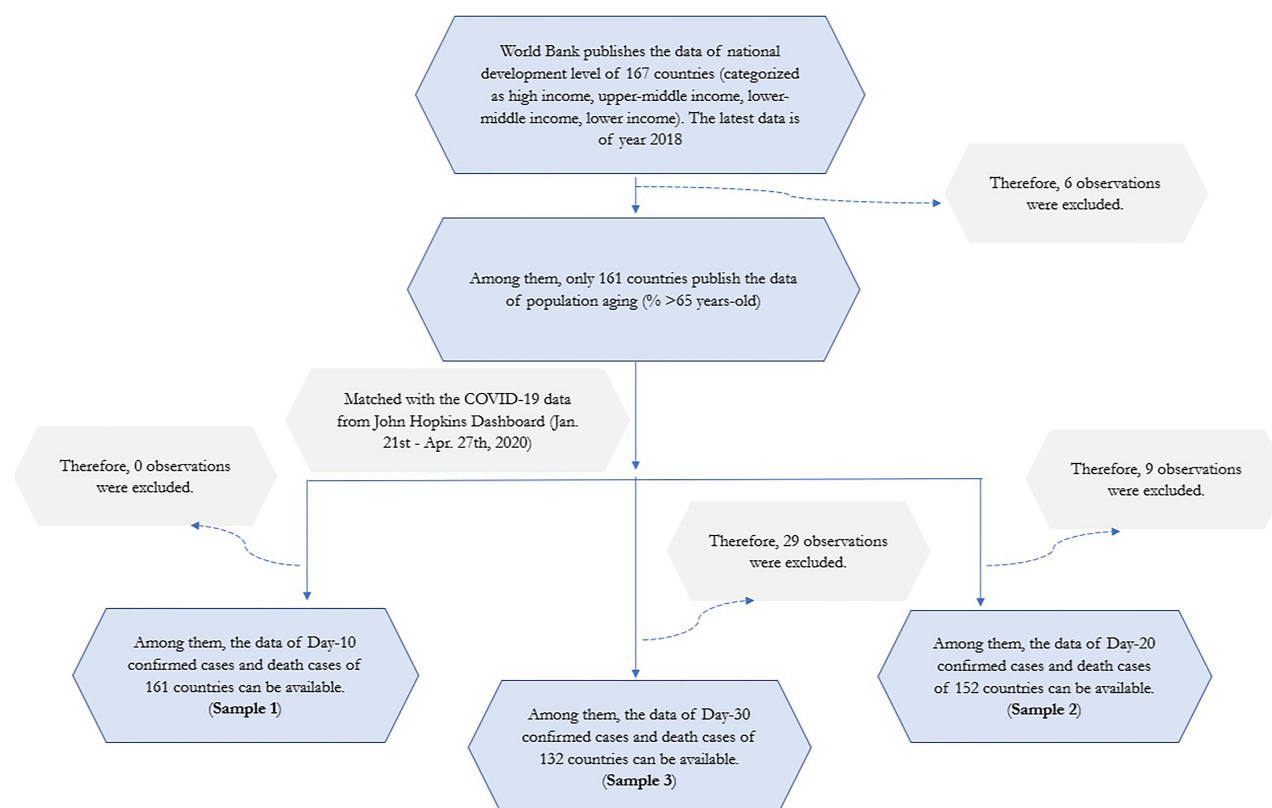 World Bank publishes the data of national
development level of 167 countries (categorized
as high income, upper-middle income, lower-
middle income, lower income). The latest data is
of year 2018
Therefore, 6 observations
were excluded.
Among them, only 161 countries publish the data
of population aging (% >65 years-old)
Matched with the COVID-19 data
from John Hopkins Dashboard (Jan.
21st - Apr. 27th, 2020)
Therefore, 0 observations
were excluded.
Therefore, 9 observations
were excluded.
Therefore, 29 observations
were excluded.
Among them, the data of Day-10
confirmed cases and death cases of
161 countries can be available.
(Sample 1)
Among them, the data of Day-30
confirmed cases and death cases of
132 countries can be available.
(Sample 3)
Among them, the data of Day-20
confirmed cases and death cases
of 152 countries can be available.
(Sample 2)